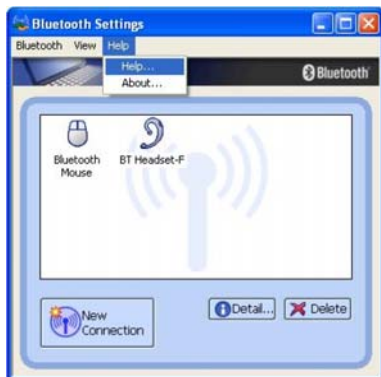 Bluetooth Settings
Bluetooth View Help
Help...
About...
Bluetooth
Bluetooth
Mouse
BT Headset-F
New
Connection
Detail...
Delete